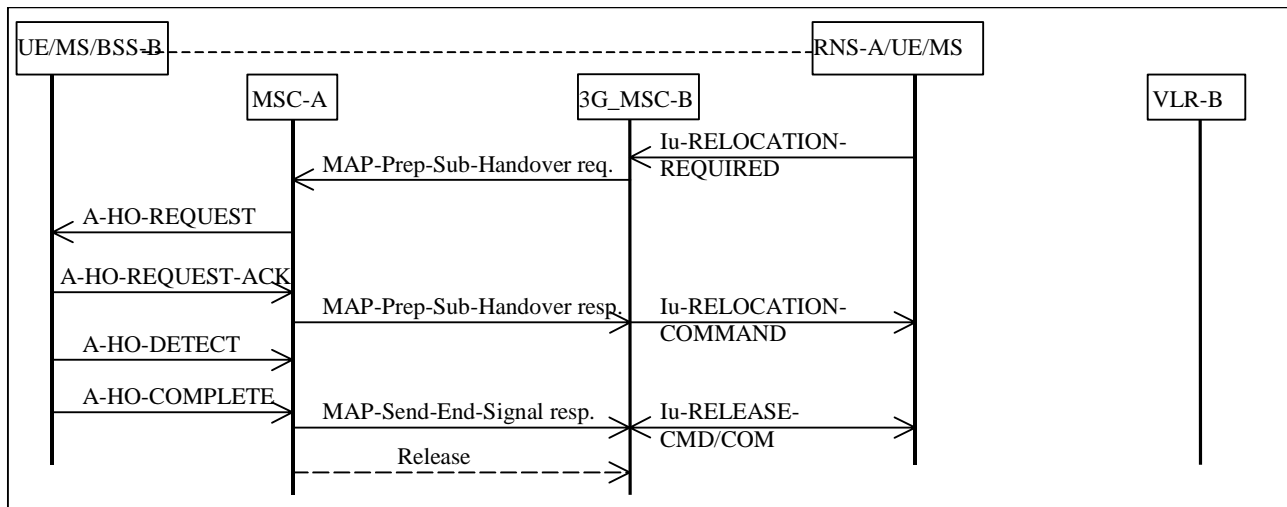 UE/MS/BSS-B
RNS-A/UE/MS
MSC-A
3G_MSC-B
VLR-B
Iu-RELOCATION-
REQUIRED
MAP-Prep-Sub-Handover req.
A-HO-REQUEST
A-HO-REQUEST-ACK
MAP-Prep-Sub-Handover resp.
Iu-RELOCATION-
COMMAND
A-HO-DETECT
A-HO-COMPLETE
MAP-Send-End-Signal resp.
Iu-RELEASE-
CMD/COM
Release